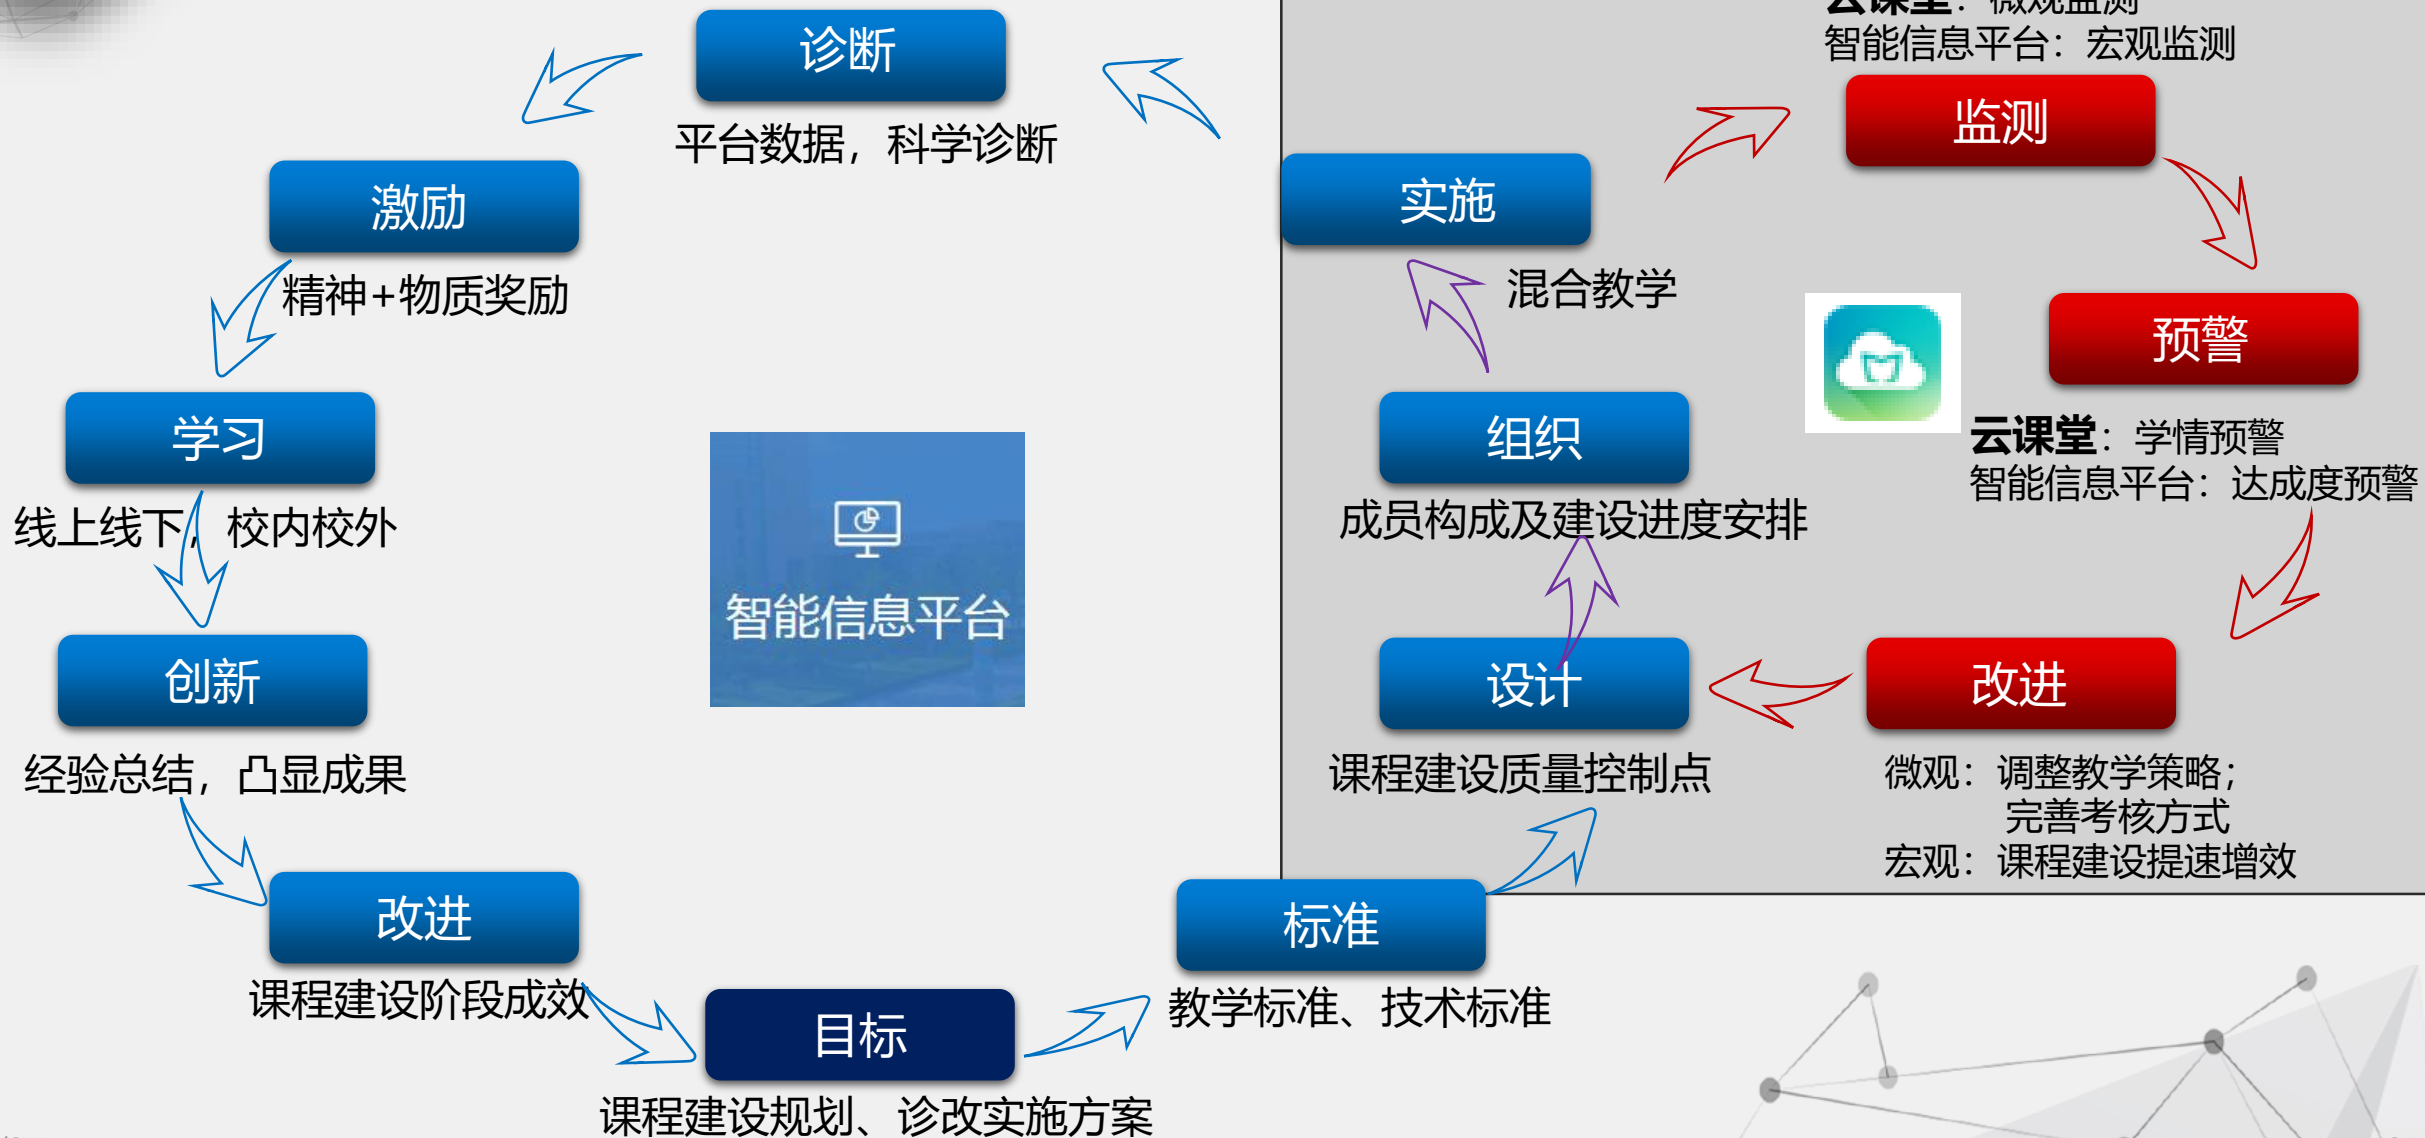 云课堂：微观监测
智能信息平台：宏观监测
诊断
平台数据，科学诊断
监测
激励
精神+物质奖励
实施
混合教学
预警
云课堂：学情预警
智能信息平台：达成度预警
学习
线上线下，校内校外
组织
成员构成及建设进度安排
智能信息平台
创新
经验总结，凸显成果
设计
课程建设质量控制点
改进
微观：调整教学策略；
完善考核方式
宏观：课程建设提速增效
改进
课程建设阶段成效
标准
教学标准、技术标准
目标
课程建设规划、诊改实施方案